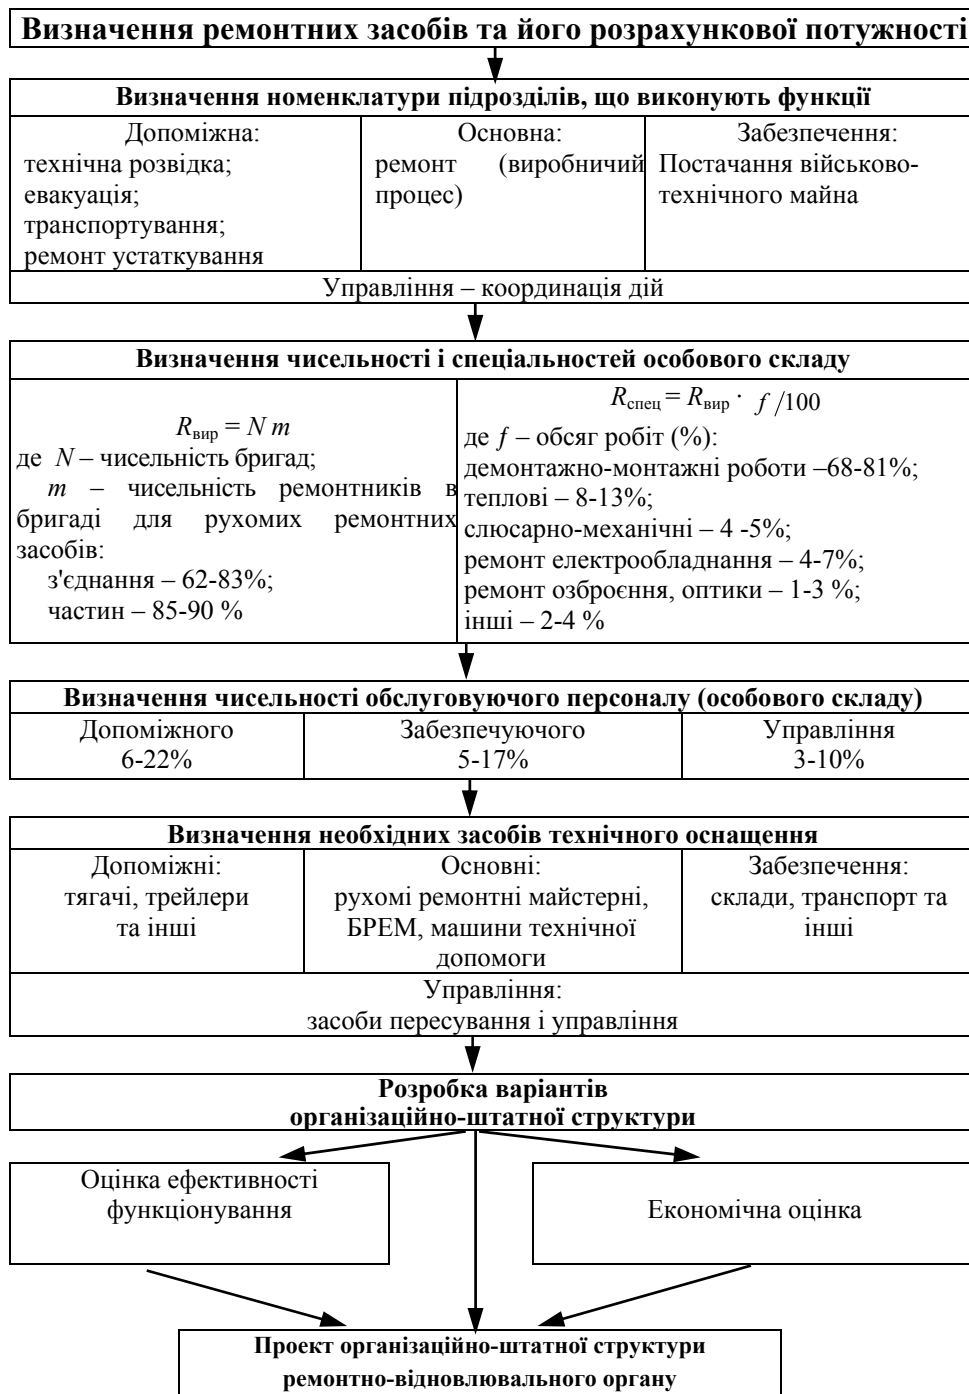 Визначення ремонтних засобів та його розрахункової потужності
Визначення номенклатури підрозділів, що виконують функції
Допоміжна:
технічна розвідка;
евакуація;
транспортування;
ремонт устаткування
Основна:
ремонт (виробничий
процес)
Забезпечення:
Постачання військово-
технічного майна
Управління – координація дій
Визначення чисельності і спеціальностей особового складу
Rвир = N m
де N – чисельність бригад;
m – чисельність ремонтників в
бригаді для рухомих ремонтних
засобів:
з'єднання – 62-83%;
частин – 85-90 %
Rспец = Rвир · f /100
де f – обсяг робіт (%):
демонтажно-монтажні роботи –68-81%;
теплові – 8-13%;
слюсарно-механічні – 4 -5%;
ремонт електрообладнання – 4-7%;
ремонт озброєння, оптики – 1-3 %;
інші – 2-4 %
Визначення чисельності обслуговуючого персоналу (особового складу)
Допоміжного
6-22%
Забезпечуючого
5-17%
Управління
3-10%
Визначення необхідних засобів технічного оснащення
Допоміжні:
тягачі, трейлери
та інші
Основні:
рухомі ремонтні майстерні,
БРЕМ, машини технічної
допомоги
Забезпечення:
склади, транспорт та
інші
Управління:
засоби пересування і управління
Розробка варіантів
організаційно-штатної структури
Оцінка ефективності
функціонування
Економічна оцінка
Проект організаційно-штатної структури
ремонтно-відновлювального органу